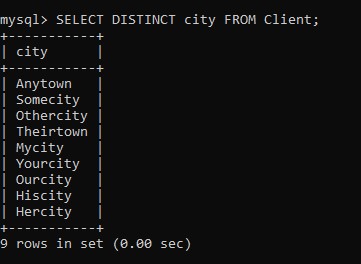 mysql> SELECT DISTINCT city FROM Client;
+-----------+
| city      |
+-----------+
| Anytown   |
| Somecity  |
| Othercity |
| Theirtown |
| Mycity    |
| Yourcity  |
| Ourcity   |
| Hiscity   |
| Hercity   |
+-----------+
9 rows in set (0.00 sec)